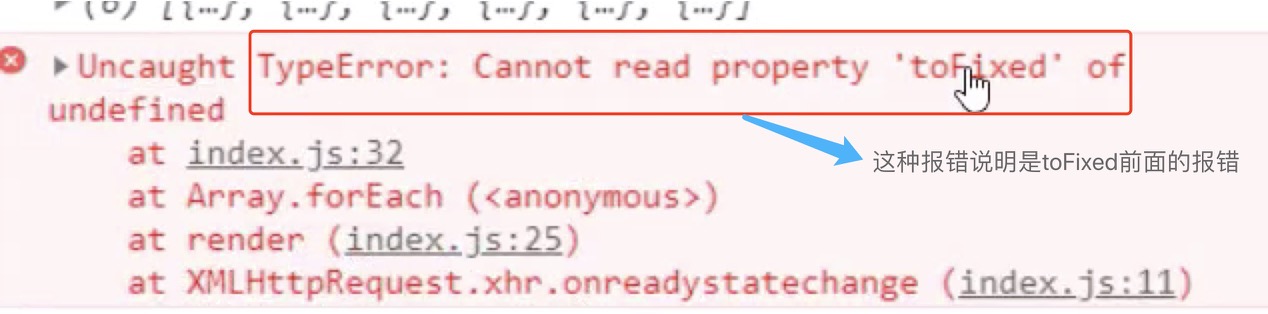 (6) [{…}, {…}, {…}, {…}, {…}, {…}]
Uncaught TypeError: Cannot read property 'toFixed' of
undefined
at index.js:32
这种报错说明是toFixed前面的报错
at Array.forEach (<anonymous>)
at render (index.js:25)
at XMLHttpRequest.xhr.onreadystatechange (index.js:11)